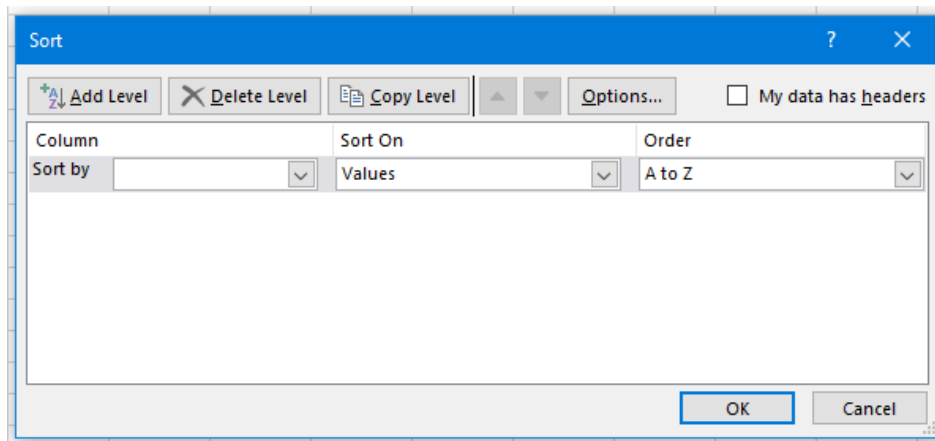 Sort ?
Add Level Delete Level Copy Level Options... My data has headers
Column Sort On Order
Sort by Values A to Z
OK Cancel